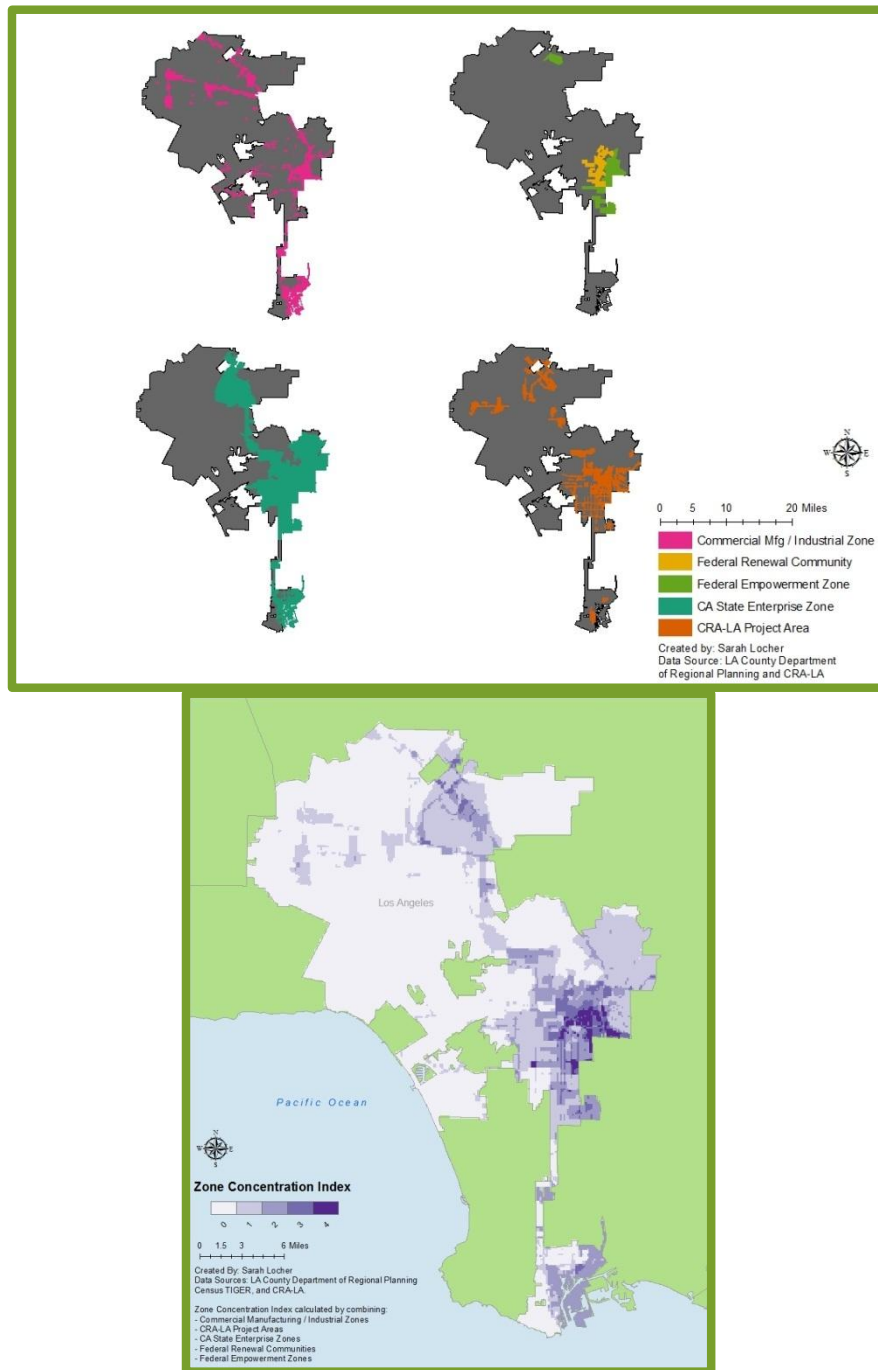 N
W E
S
0 5 10 20 Miles
Commercial Mfg / Industrial Zone
Federal Renewal Community
Federal Empowerment Zone
CA State Enterprise Zone
CRA-LA Project Area
Created by: Sarah Locher
Data Source: LA County Department
of Regional Planning and CRA-LA
Los Angeles
Pacific Ocean
N
W E
S
Zone Concentration Index
0 1 2 3 4
0 1.5 3 6 Miles
Created By: Sarah Locher
Data Sources: LA County Department of Regional Planning
Census TIGER, and CRA-LA.
Zone Concentration Index calculated by combining:
- Commercial Manufacturing / Industrial Zones
- CRA-LA Project Areas
- CA State Enterprise Zones
- Federal Renewal Communities
- Federal Empowerment Zones